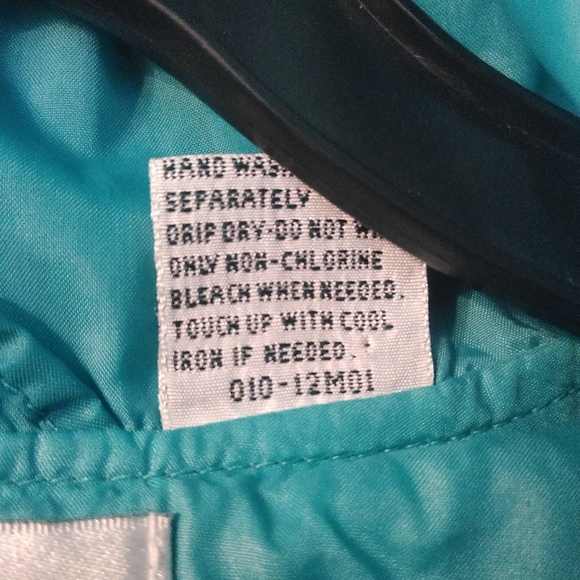 HAND WASH
SEPARATELY
DRIP DRY-DO NOT
ONLY NON-CHLORINE
BLEACH WHEN NEEDED.
TOUCH UP WITH COOL
IRON IF NEEDED.
010-12M01